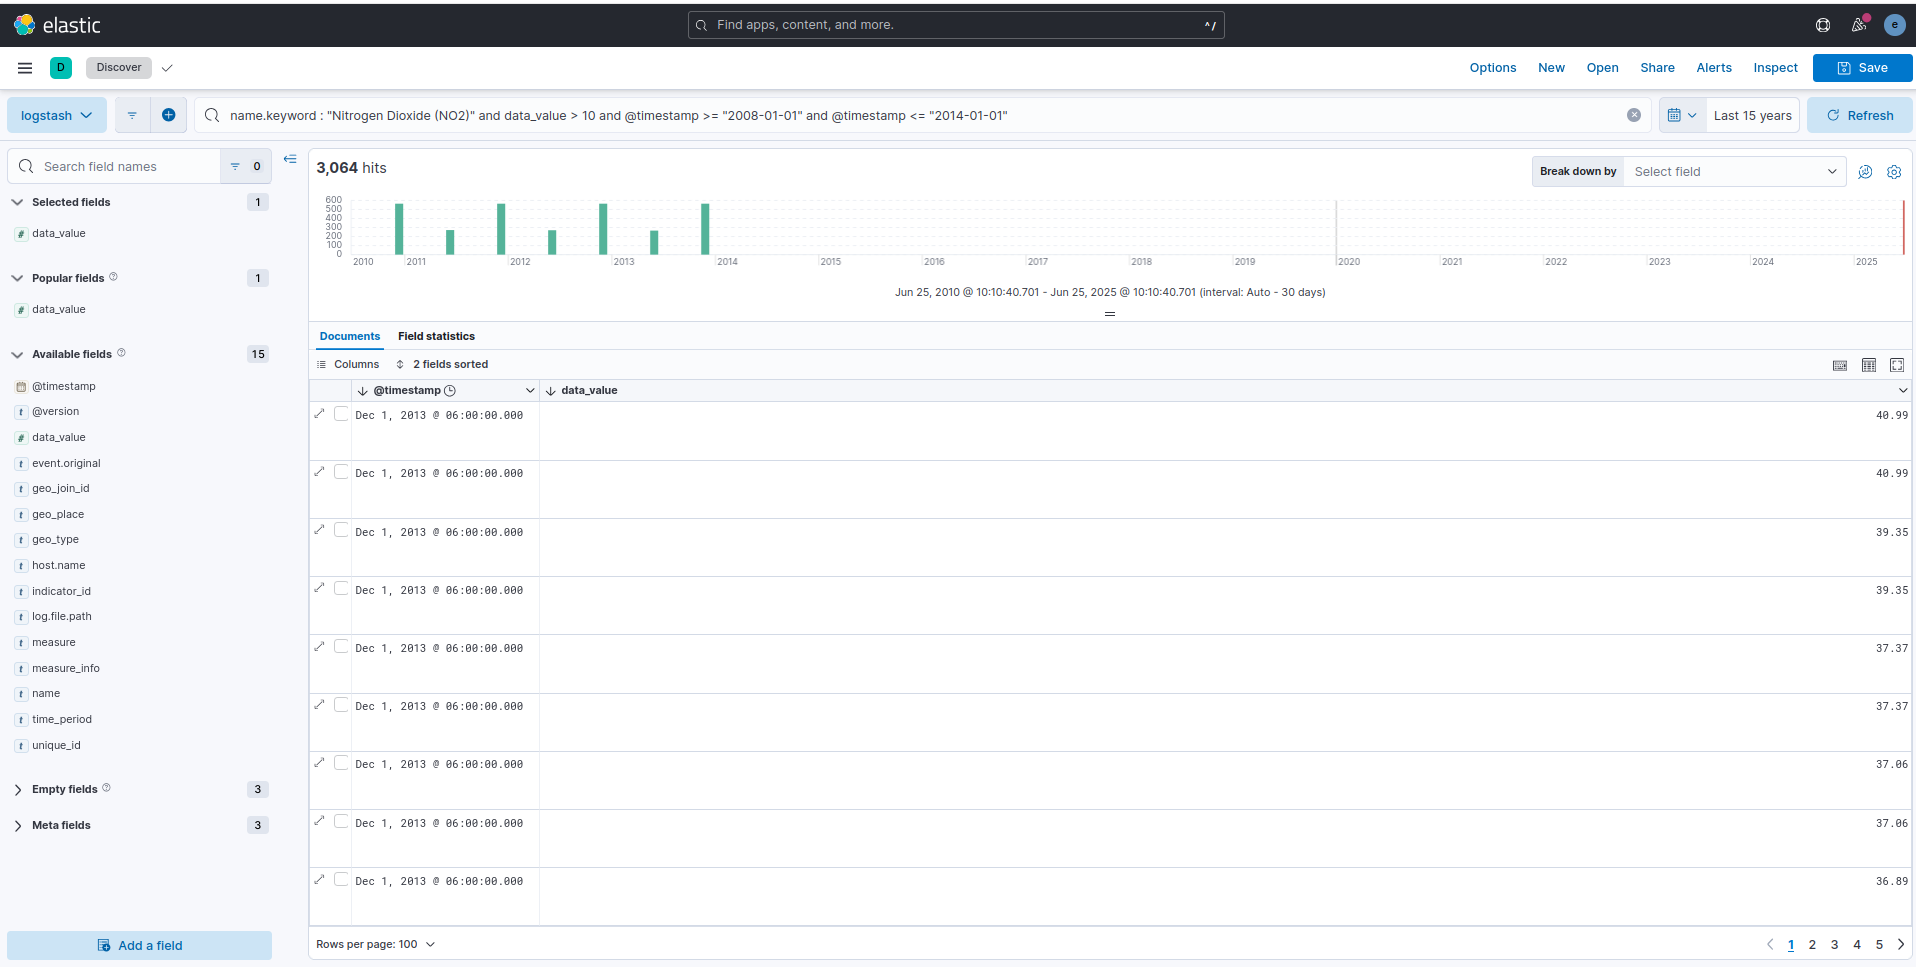 elastic
Find apps, content, and more.
^/
e
D
Discover
Options
New
Open
Share
Alerts
Inspect
Save
logstash
name.keyword : "Nitrogen Dioxide (NO2)" and data_value > 10 and @timestamp >= "2008-01-01" and @timestamp <= "2014-01-01"
Last 15 years
Refresh
Search field names
0
Selected fields
1
# data_value
Popular fields
1
# data_value
Available fields
15
@timestamp
t @version
# data_value
t event.original
t geo_join_id
t geo_place
t geo_type
t host.name
t indicator_id
t log.file.path
t measure
t measure_info
t name
t time_period
t unique_id
Empty fields
3
Meta fields
3
Add a field
3,064 hits
Break down by
Select field
600
500
400
300
200
100
0
2010 2011 2012 2013 2014 2015 2016 2017 2018 2019 2020 2021 2022 2023 2024 2025
Jun 25, 2010 @ 10:10:40.701 - Jun 25, 2025 @ 10:10:40.701 (interval: Auto - 30 days)
Documents
Field statistics
Columns
2 fields sorted
@timestamp
data_value
Dec 1, 2013 @ 06:00:00.000 40.99
Dec 1, 2013 @ 06:00:00.000 40.99
Dec 1, 2013 @ 06:00:00.000 39.35
Dec 1, 2013 @ 06:00:00.000 39.35
Dec 1, 2013 @ 06:00:00.000 37.37
Dec 1, 2013 @ 06:00:00.000 37.37
Dec 1, 2013 @ 06:00:00.000 37.06
Dec 1, 2013 @ 06:00:00.000 37.06
Dec 1, 2013 @ 06:00:00.000 36.89
Rows per page: 100
1 2 3 4 5